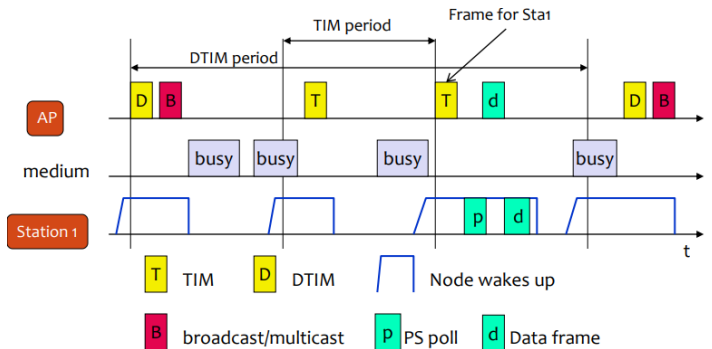 Frame for Sta1
TIM period
DTIM period
AP
D
B
T
T
d
D
B
medium
busy
busy
busy
busy
Station 1
p
d
t
T
TIM
D
DTIM
Node wakes up
B
broadcast/multicast
p
PS poll
d
Data frame